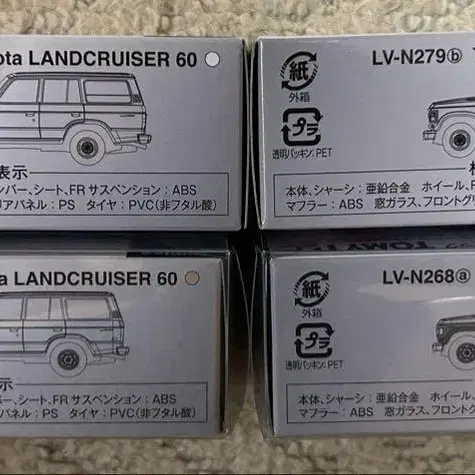 ota LANDCRUISER 60
表示
ンバー、シート、FR サスペンション：ABS
リアパネル：PS タイヤ：PVC(非フタル酸)
LV-N279ⓑ
紙
外箱
プラ
透明パッキン：PET
本体、シャーシ：亜鉛合金 ホイール、F
マフラー：ABS 窓ガラス、フロントグリ
a LANDCRUISER 60
示
バー、シート、FR サスペンション：ABS
アパネル：PS タイヤ：PVC(非フタル酸)
TOMYT
LV-N268ⓐ
紙
外箱
プラ
透明パッキン：PET
本体、シャーシ：亜鉛合金 ホイール、
マフラー：ABS 窓ガラス、フロントグリ